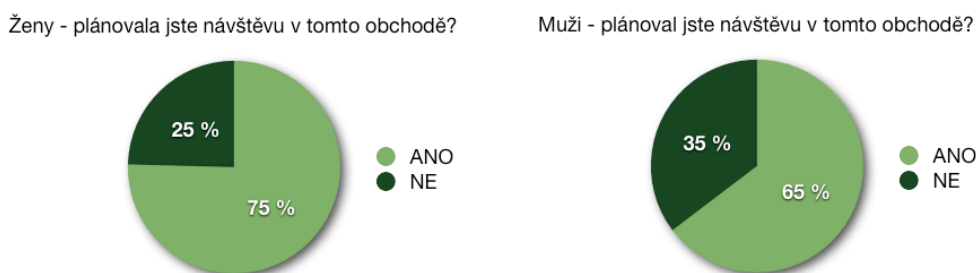 Ženy - plánovala jste návštěvu v tomto obchodě?
25 %
75 %
ANO
NE
Muži - plánoval jste návštěvu v tomto obchodě?
35 %
65 %
ANO
NE